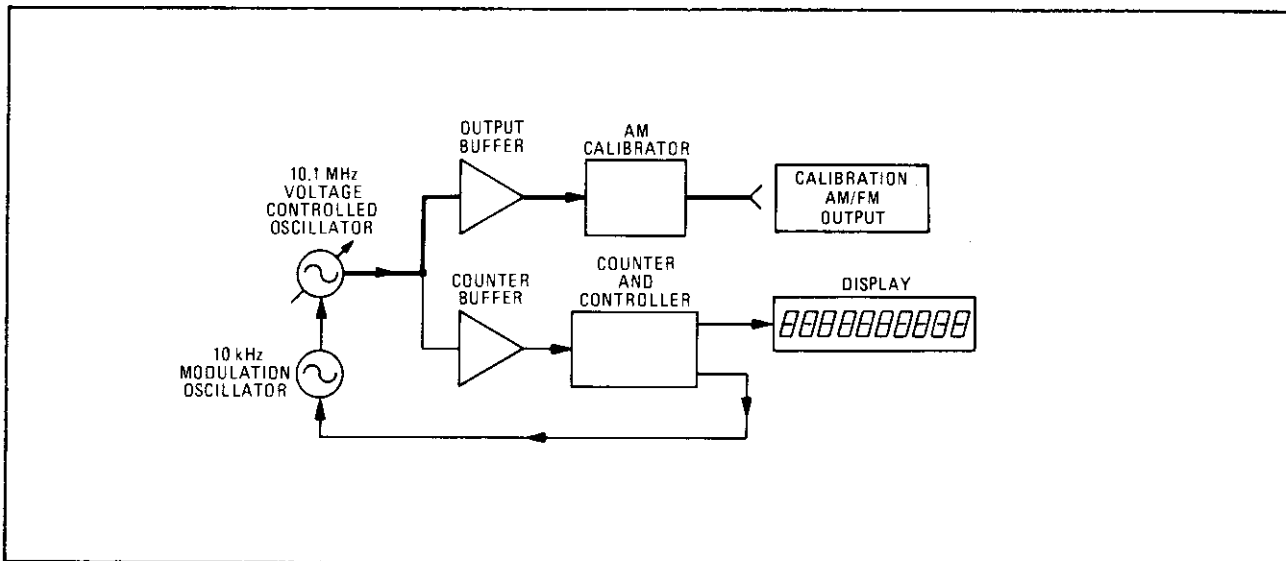 OUTPUT
BUFFER
AM
CALIBRATOR
10.1 MHz
VOLTAGE
CONTROLLED
OSCILLATOR
CALIBRATION
AM/FM
OUTPUT
COUNTER
BUFFER
COUNTER
AND
CONTROLLER
DISPLAY
8888888888
10 kHz
MODULATION
OSCILLATOR